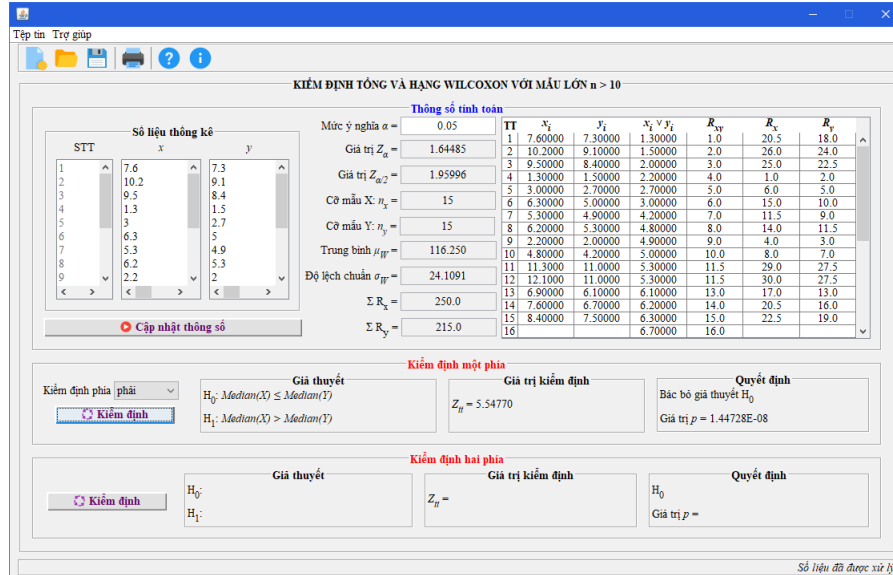 Tệp tin Trợ giúp
KIỂM ĐỊNH TỔNG VÀ HẠNG WILCOXON VỚI MẪU LỚN n > 10
Thông số tính toán
Số liệu thống kê
STT x y
1 7.6 7.3
2 10.2 9.1
3 9.5 8.4
4 1.3 1.5
5 3 2.7
6 6.3 5
7 5.3 4.9
8 6.2 5.3
9 2.2 2
Cập nhật thông số
Mức ý nghĩa α = 0.05
Giá trị Zα = 1.64485
Giá trị Zα/2 = 1.95996
Cỡ mẫu X: nx = 15
Cỡ mẫu Y: ny = 15
Trung bình μW = 116.250
Độ lệch chuẩn σW = 24.1091
Σ Rx = 250.0
Σ Ry = 215.0
TT xi yi xi ∨ yi Rxy Rx Ry
1 7.60000 7.30000 1.30000 1.0 20.5 18.0
2 10.2000 9.10000 1.50000 2.0 26.0 24.0
3 9.50000 8.40000 2.00000 3.0 25.0 22.5
4 1.30000 1.50000 2.20000 4.0 1.0 2.0
5 3.00000 2.70000 2.70000 5.0 6.0 5.0
6 6.30000 5.00000 3.00000 6.0 15.0 10.0
7 5.30000 4.90000 4.20000 7.0 11.5 9.0
8 6.20000 5.30000 4.80000 8.0 14.0 11.5
9 2.20000 2.00000 4.90000 9.0 4.0 3.0
10 4.80000 4.20000 5.00000 10.0 8.0 7.0
11 11.3000 11.0000 5.30000 11.5 29.0 27.5
12 12.1000 11.0000 5.30000 11.5 30.0 27.5
13 6.90000 6.10000 6.10000 13.0 17.0 13.0
14 7.60000 6.70000 6.20000 14.0 20.5 16.0
15 8.40000 7.50000 6.30000 15.0 22.5 19.0
16 6.70000 16.0
Kiểm định một phía
Kiểm định phía phải
Kiểm định
Giả thuyết
H0: Median(X) ≤ Median(Y)
H1: Median(X) > Median(Y)
Giá trị kiểm định
Ztt = 5.54770
Quyết định
Bác bỏ giả thuyết H0
Giá trị p = 1.44728E-08
Kiểm định hai phía
Kiểm định
Giả thuyết
H0:
H1:
Giá trị kiểm định
Ztt =
Quyết định
H0
Giá trị p =
Số liệu đã được xử lý